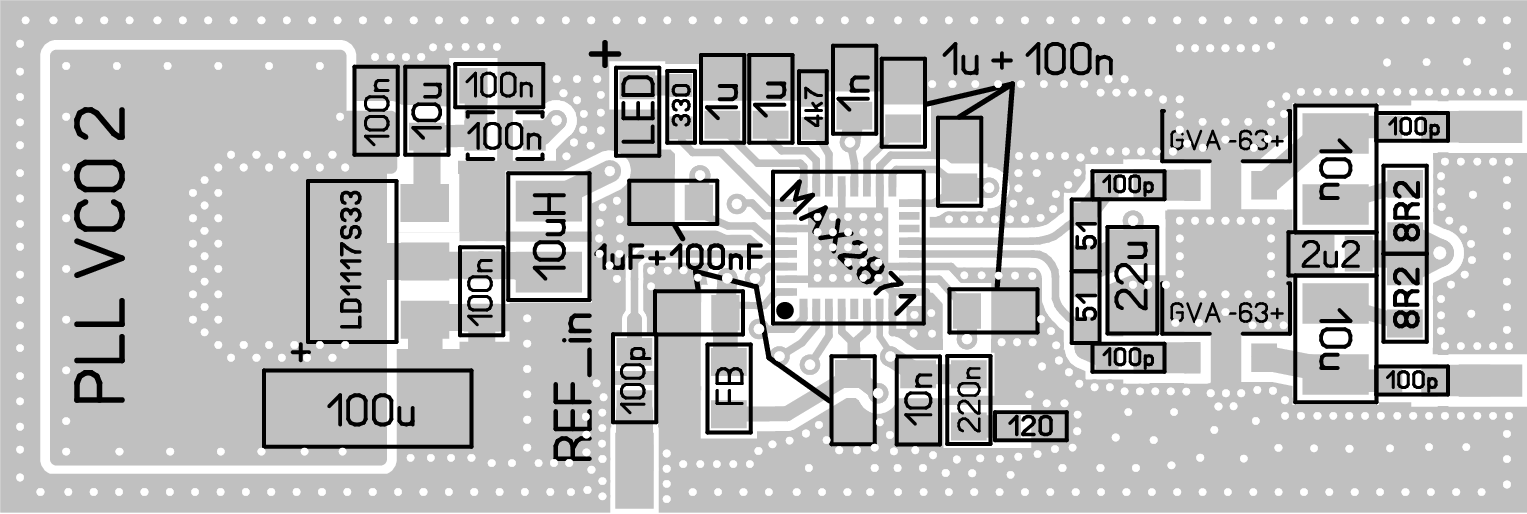 PLL VCO 2
100n
10u
100n
100n
LD1117S33
+
100u
100n
10uH
REF_in
+
LED
330
1u
1u
4k7
1n
1u + 100n
1uF+100nF
MAX2871
100p
FB
10n
220n
120
100p
51
51
22u
100p
GVA-63+
GVA-63+
10n
2u2
10n
100p
8R2
8R2
100p